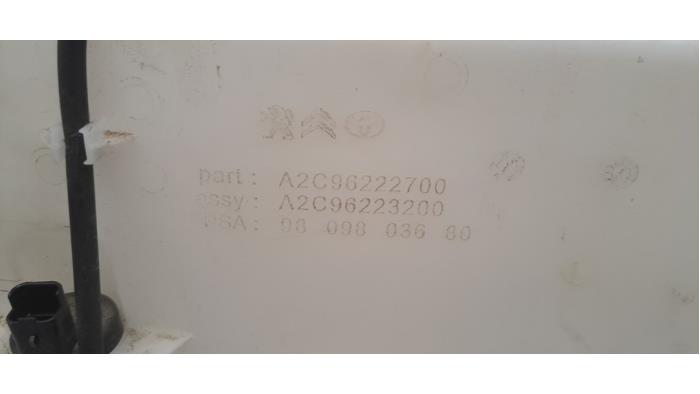 part : A2C96222700
assy : A2C96223200
PSA : 98 098 036 80